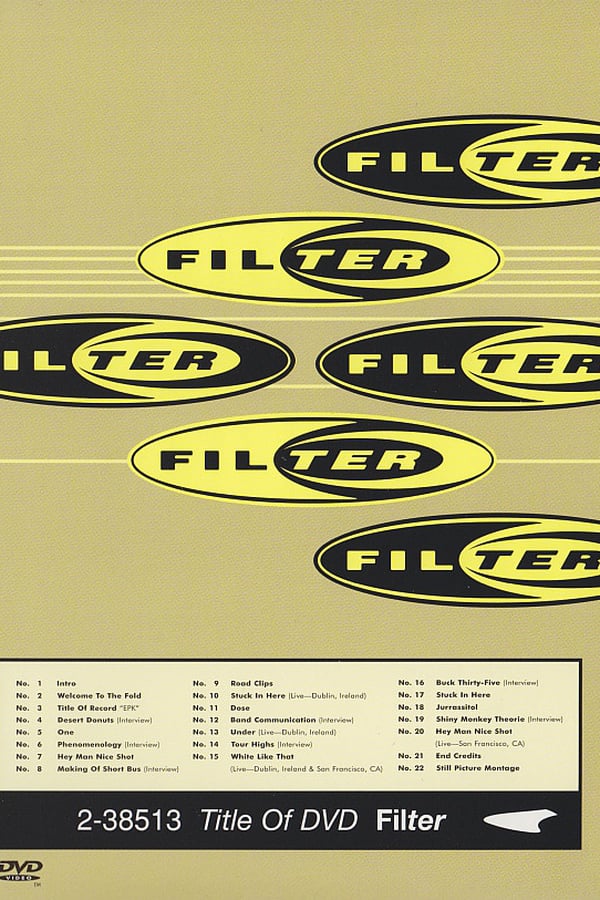 FILTER
FILTER
ILTER
FILTER
FILTER
FILTER
No. 1 Intro
No. 2 Welcome To The Fold
No. 3 Title Of Record "EPK"
No. 4 Desert Donuts (Interview)
No. 5 One
No. 6 Phenomenology (Interview)
No. 7 Hey Man Nice Shot
No. 8 Making Of Short Bus (Interview)
No. 9 Road Clips
No. 10 Stuck In Here (Live—Dublin, Ireland)
No. 11 Dose
No. 12 Band Communication (Interview)
No. 13 Under (Live—Dublin, Ireland)
No. 14 Tour Highs (Interview)
No. 15 White Like That
(Live—Dublin, Ireland & San Francisco, CA)
No. 16 Buck Thirty-Five (Interview)
No. 17 Stuck In Here
No. 18 Jurrassitol
No. 19 Shiny Monkey Theorie (Interview)
No. 20 Hey Man Nice Shot
(Live—San Francisco, CA)
No. 21 End Credits
No. 22 Still Picture Montage
2-38513 Title Of DVD Filter
DVD
VIDEO
TM